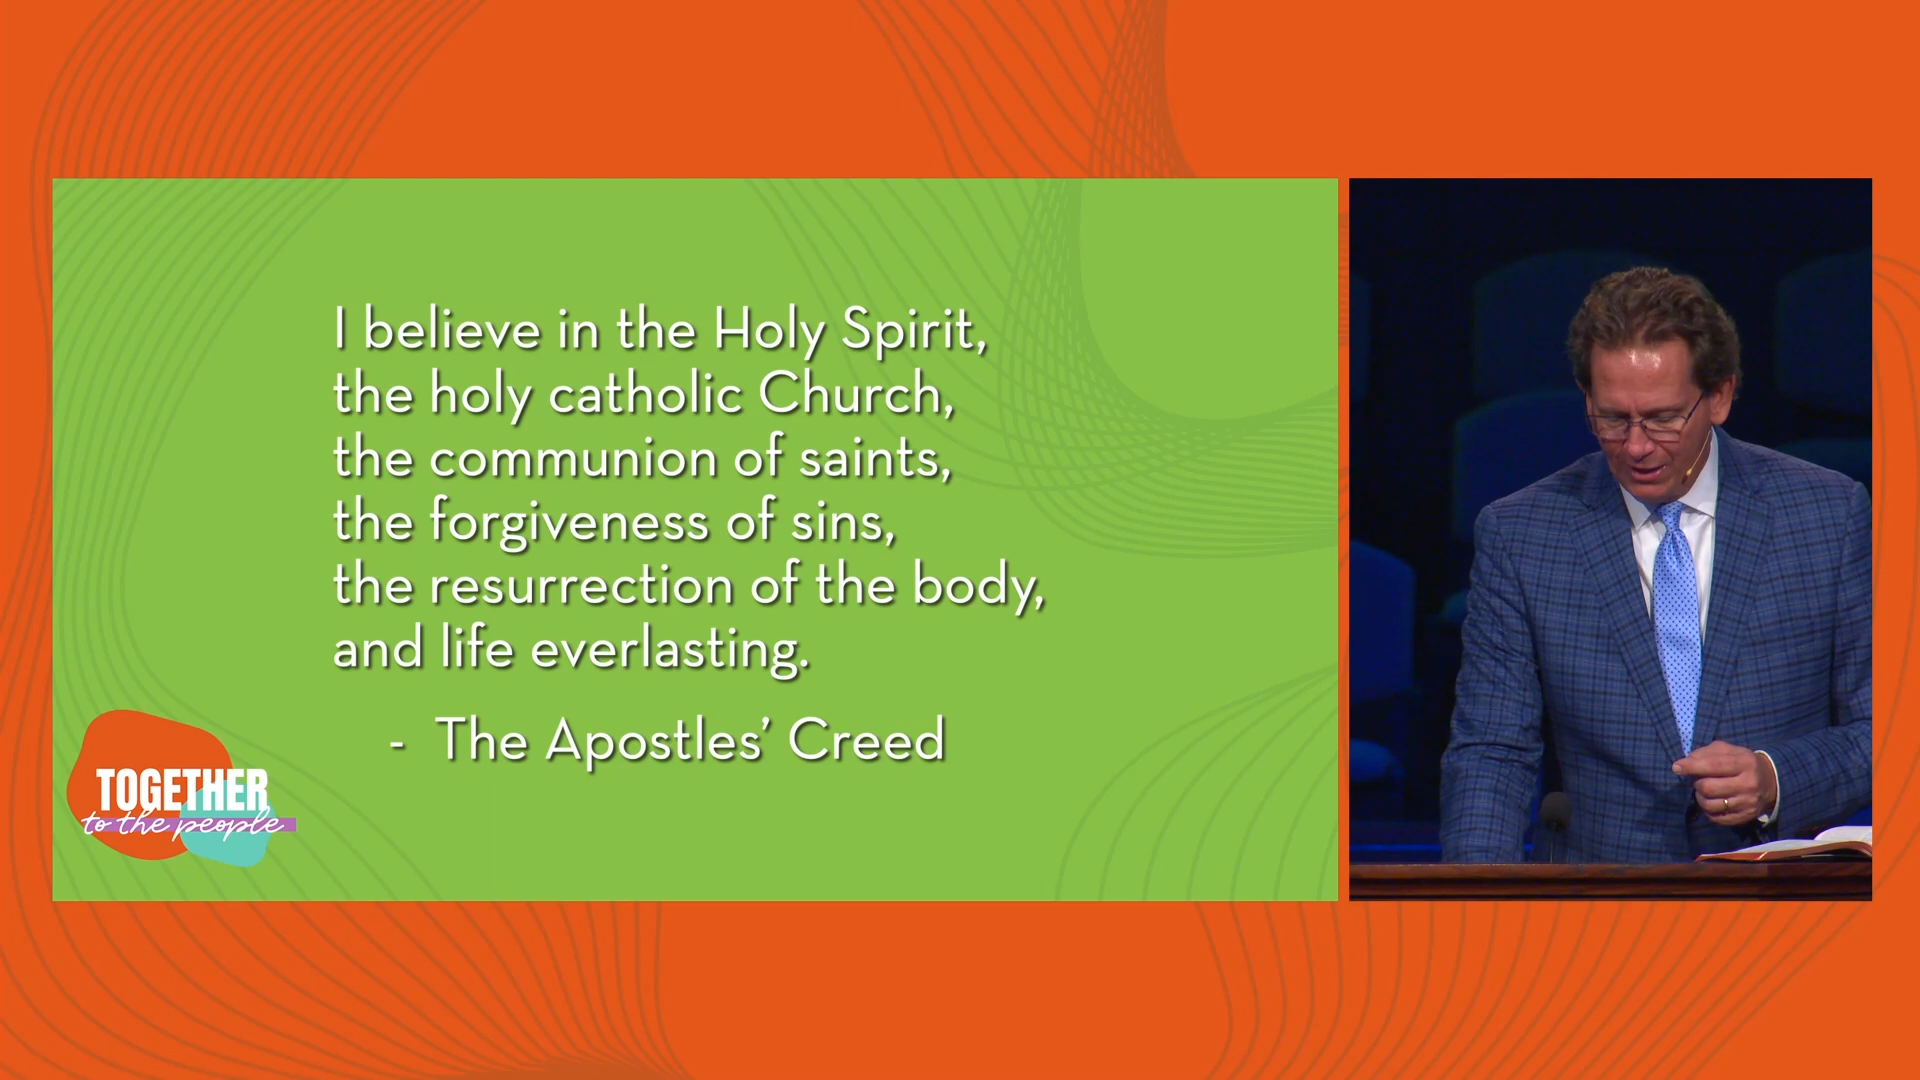 I believe in the Holy Spirit,
the holy catholic Church,
the communion of saints,
the forgiveness of sins,
the resurrection of the body,
and life everlasting.
- The Apostles’ Creed
TOGETHER
to the people